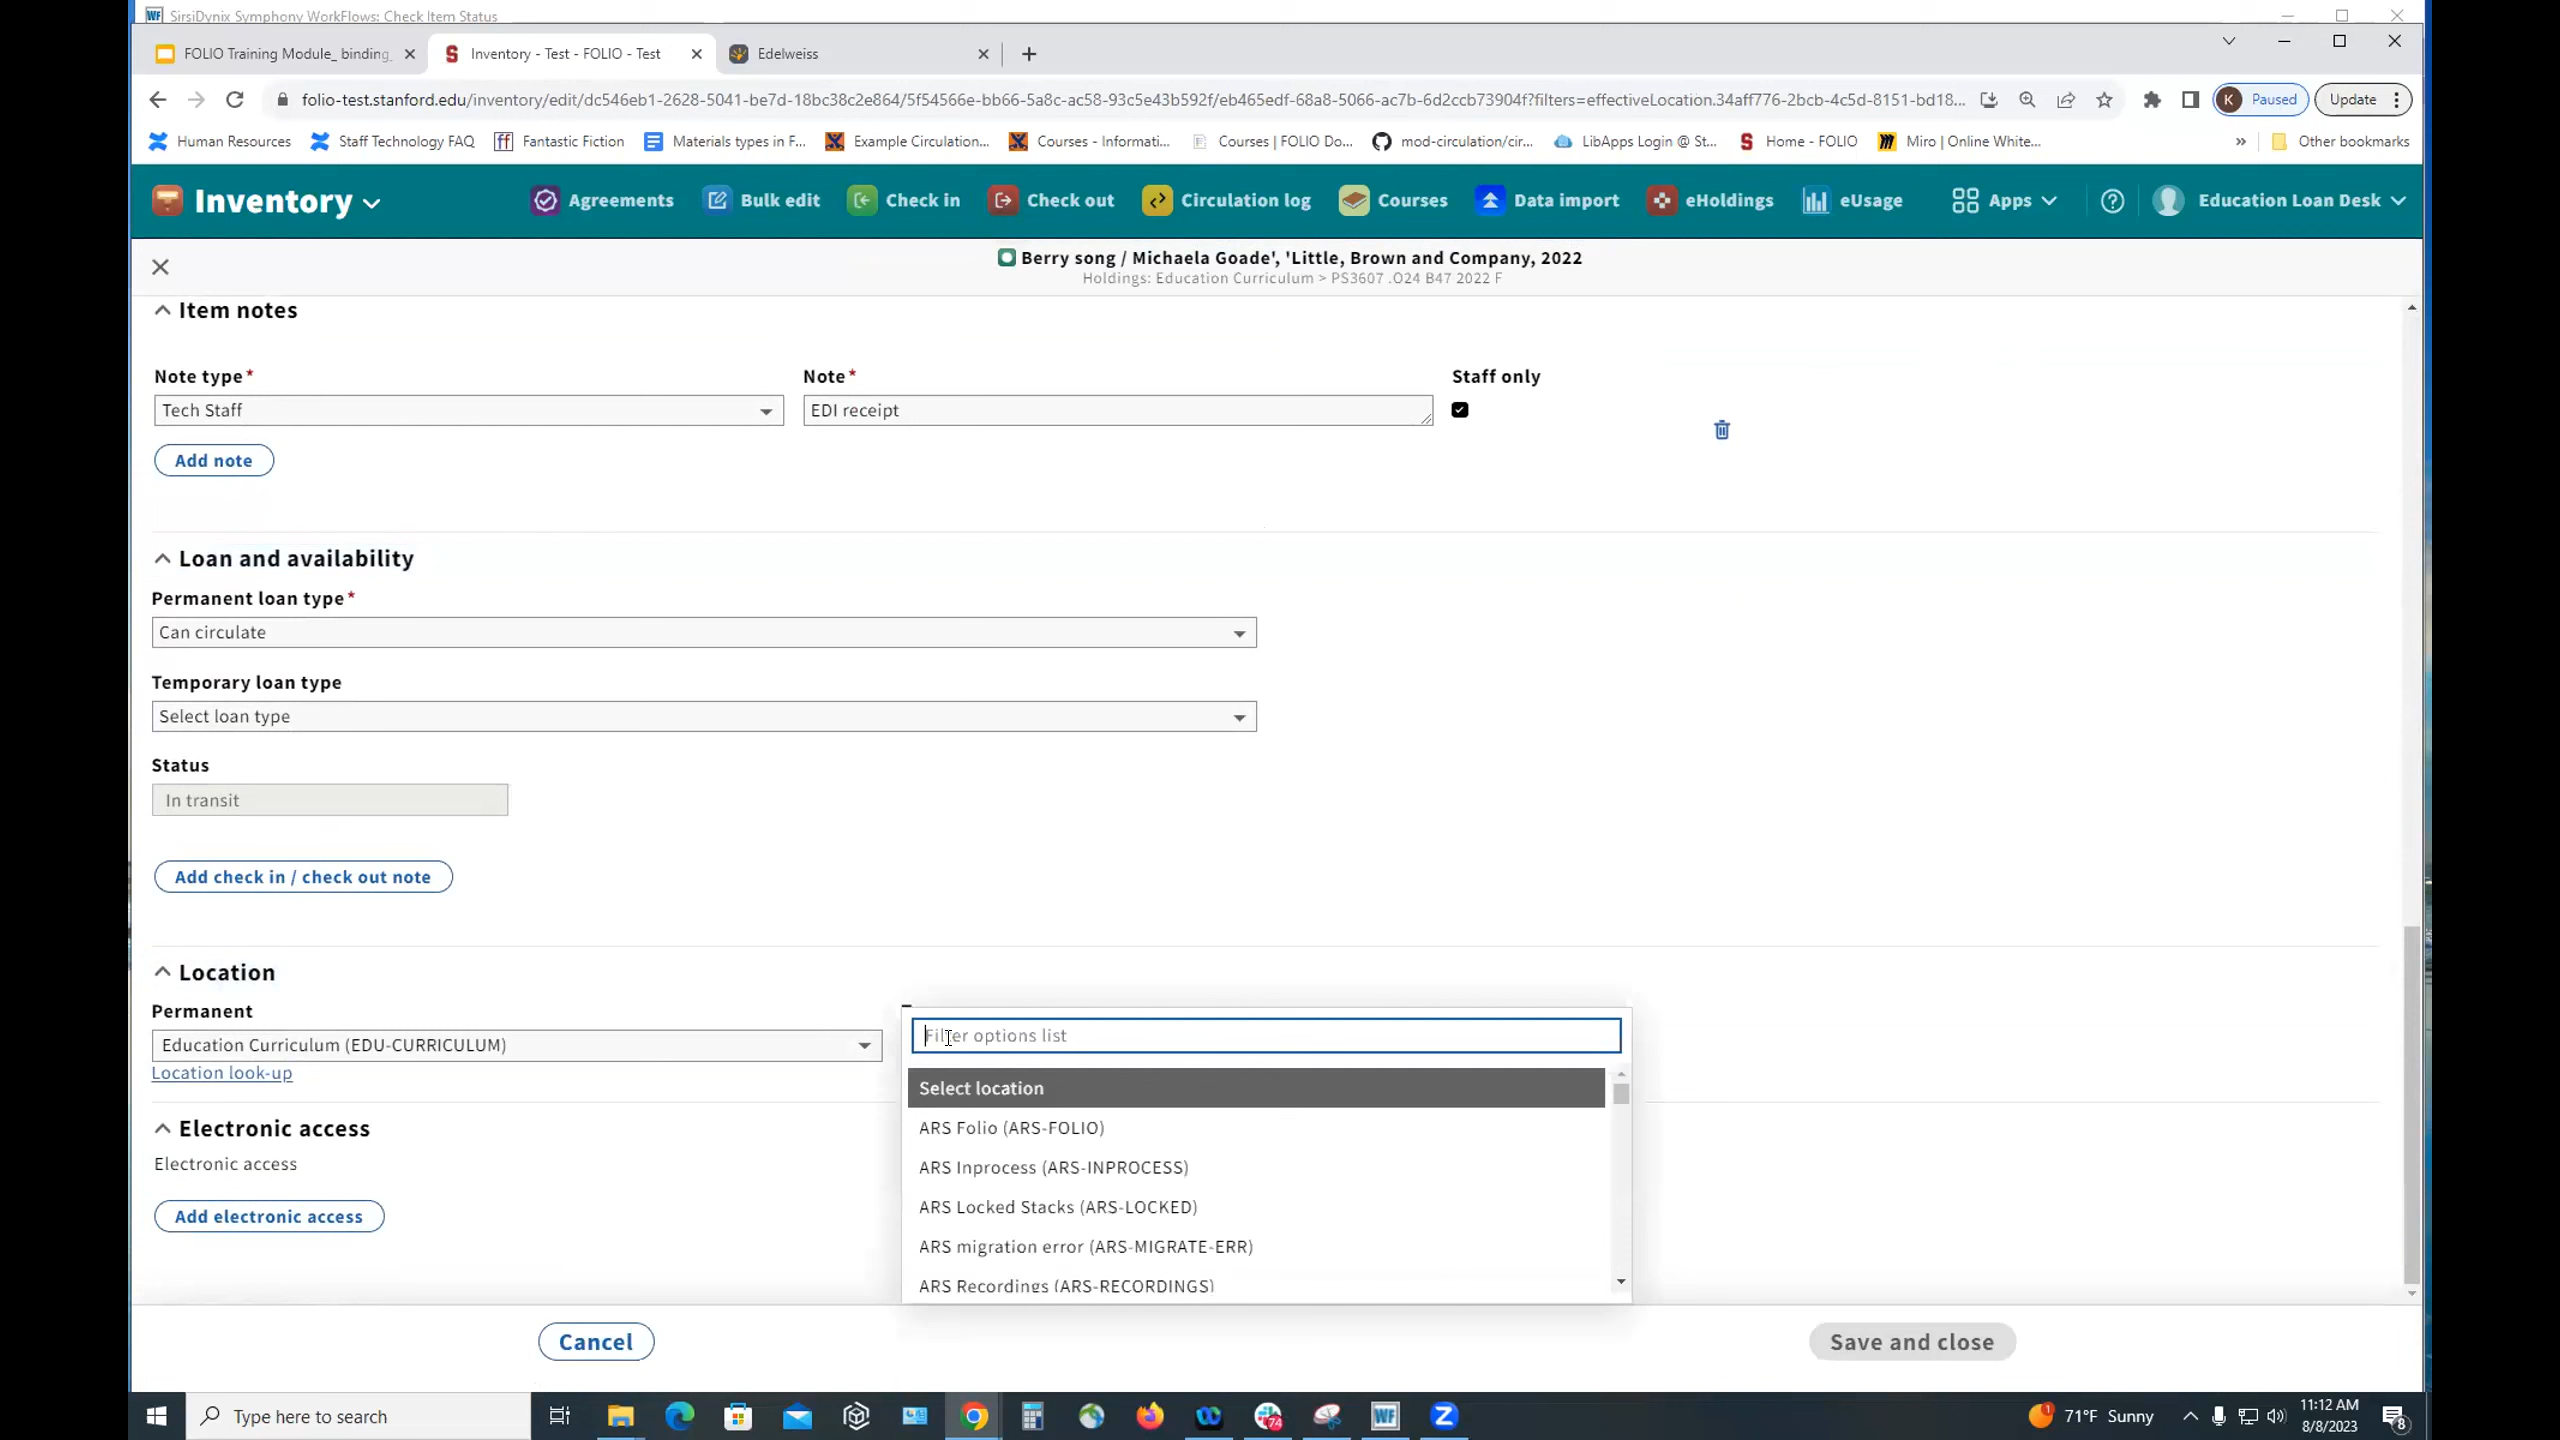 SirsiDynix Symphony WorkFlows: Check Item Status
FOLIO Training Module_ binding,
Inventory - Test - FOLIO - Test
Edelweiss
folio-test.stanford.edu/inventory/edit/dc546eb1-2628-5041-be7d-18bc38c2e864/5f54566e-bb66-5a8c-ac58-93c5e43b592f/eb465edf-68a8-5066-ac7b-6d2ccb73904f?filters=effectiveLocation.34aff776-2bcb-4c5d-8151-bd18...
K Paused
Update
Human Resources
Staff Technology FAQ
Fantastic Fiction
Materials types in F...
Example Circulation...
Courses - Informati...
Courses | FOLIO Do...
mod-circulation/cir...
LibApps Login @ St...
Home - FOLIO
Miro | Online White...
»
Other bookmarks
Inventory
Agreements
Bulk edit
Check in
Check out
Circulation log
Courses
Data import
eHoldings
eUsage
Apps
Education Loan Desk
Berry song / Michaela Goade', 'Little, Brown and Company, 2022
Holdings: Education Curriculum > PS3607 .O24 B47 2022 F
Item notes
Note type*
Note*
Staff only
Tech Staff
EDI receipt
Add note
Loan and availability
Permanent loan type*
Can circulate
Temporary loan type
Select loan type
Status
In transit
Add check in / check out note
Location
Permanent
Education Curriculum (EDU-CURRICULUM)
Location look-up
Filter options list
Select location
ARS Folio (ARS-FOLIO)
ARS Inprocess (ARS-INPROCESS)
ARS Locked Stacks (ARS-LOCKED)
ARS migration error (ARS-MIGRATE-ERR)
ARS Recordings (ARS-RECORDINGS)
Electronic access
Electronic access
Add electronic access
Cancel
Save and close
Type here to search
74
WF
Z
1
71°F Sunny
11:12 AM
8/8/2023
8